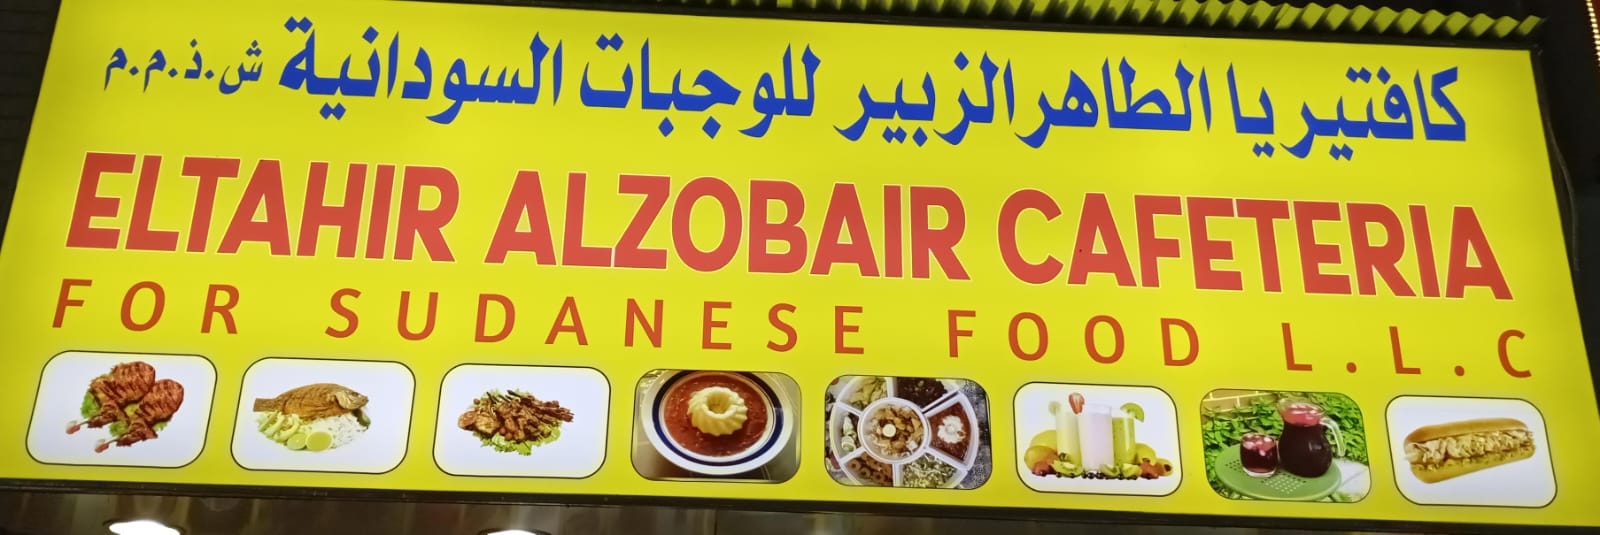 كافتيريا الطاهر الزبير للوجبات السودانية ش.ذ.م.م
ELTAHIR ALZOBAIR CAFETERIA
FOR SUDANESE FOOD L.L.C